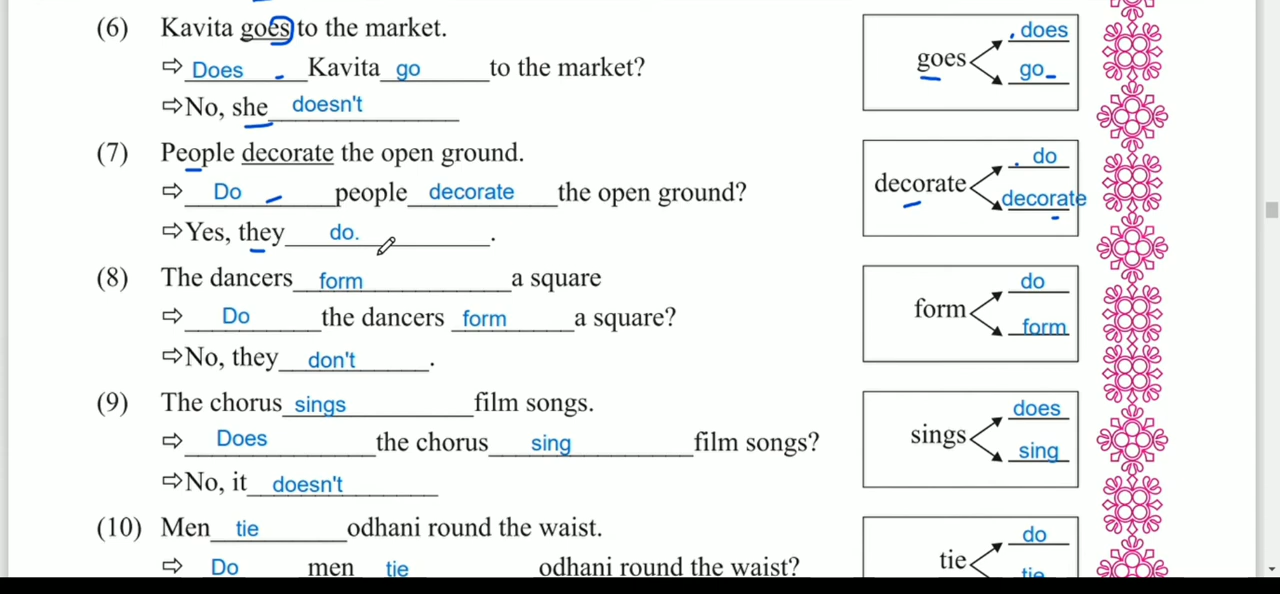 (6) Kavita goes to the market.
⇨ Does Kavita go to the market?
⇨No, she doesn't
goes does go
(7) People decorate the open ground.
⇨ Do people decorate the open ground?
⇨Yes, they do. .
decorate do decorate
(8) The dancers form a square
⇨ Do the dancers form a square?
⇨No, they don't .
form do form
(9) The chorus sings film songs.
⇨ Does the chorus sing film songs?
⇨No, it doesn't
sings does sing
(10) Men tie odhani round the waist.
⇨ Do men tie odhani round the waist?
tie do tie